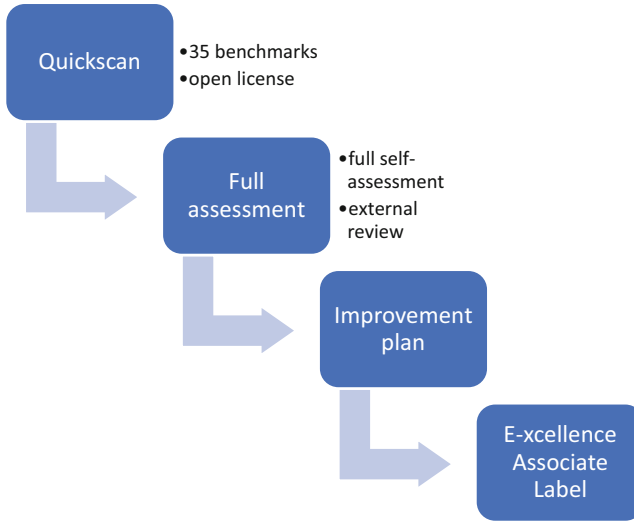 Quickscan
•35 benchmarks
•open license
Full
assessment
•full self-
assessment
•external
review
Improvement
plan
E-xcellence
Associate
Label